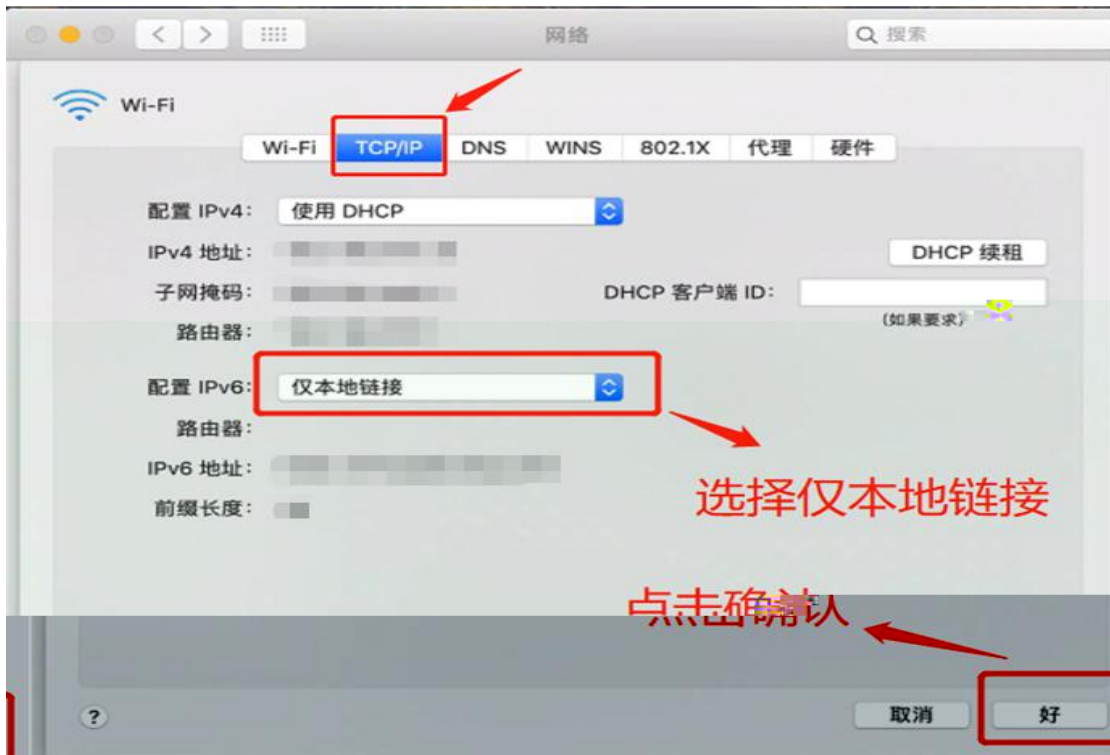 网络
搜索
Wi-Fi
Wi-Fi TCP/IP DNS WINS 802.1X 代理 硬件
配置 IPv4: 使用 DHCP
IPv4 地址: DHCP 续租
子网掩码: DHCP 客户端 ID:
(如果要求)
路由器:
配置 IPv6: 仅本地链接
路由器:
IPv6 地址:
前缀长度:
选择仅本地链接
点击确认
? 取消 好